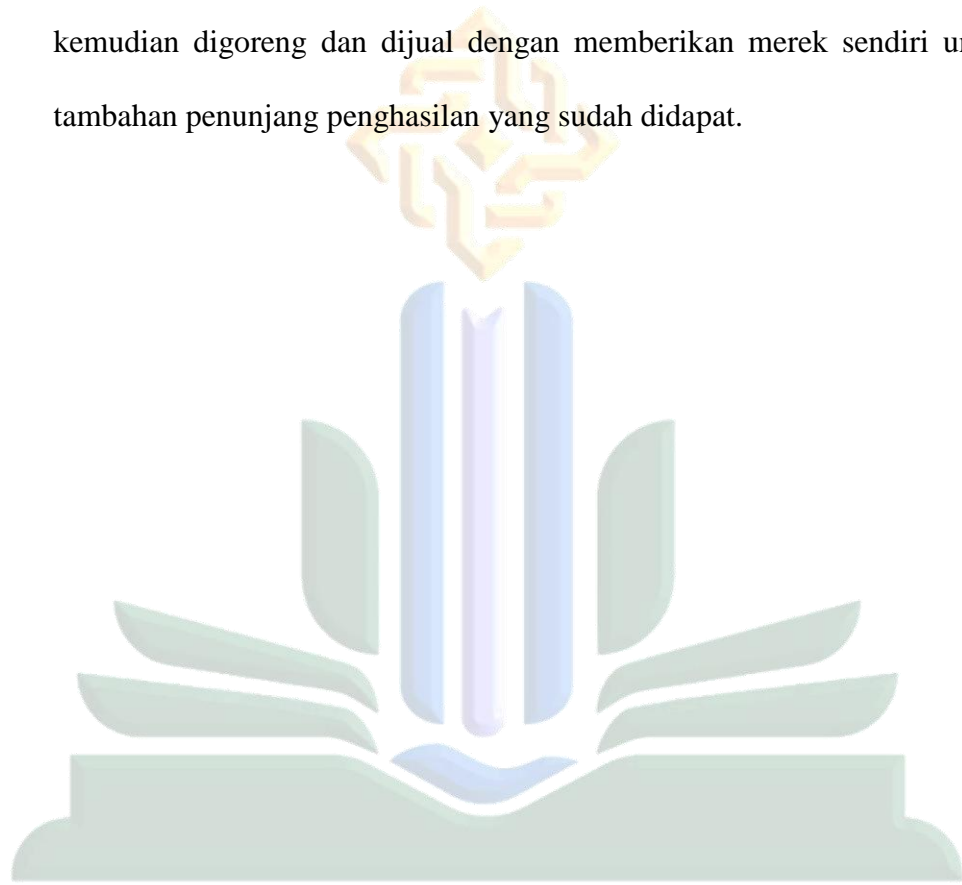 kemudian digoreng dan dijual dengan memberikan merek sendiri
tambahan penunjang penghasilan yang sudah didapat.